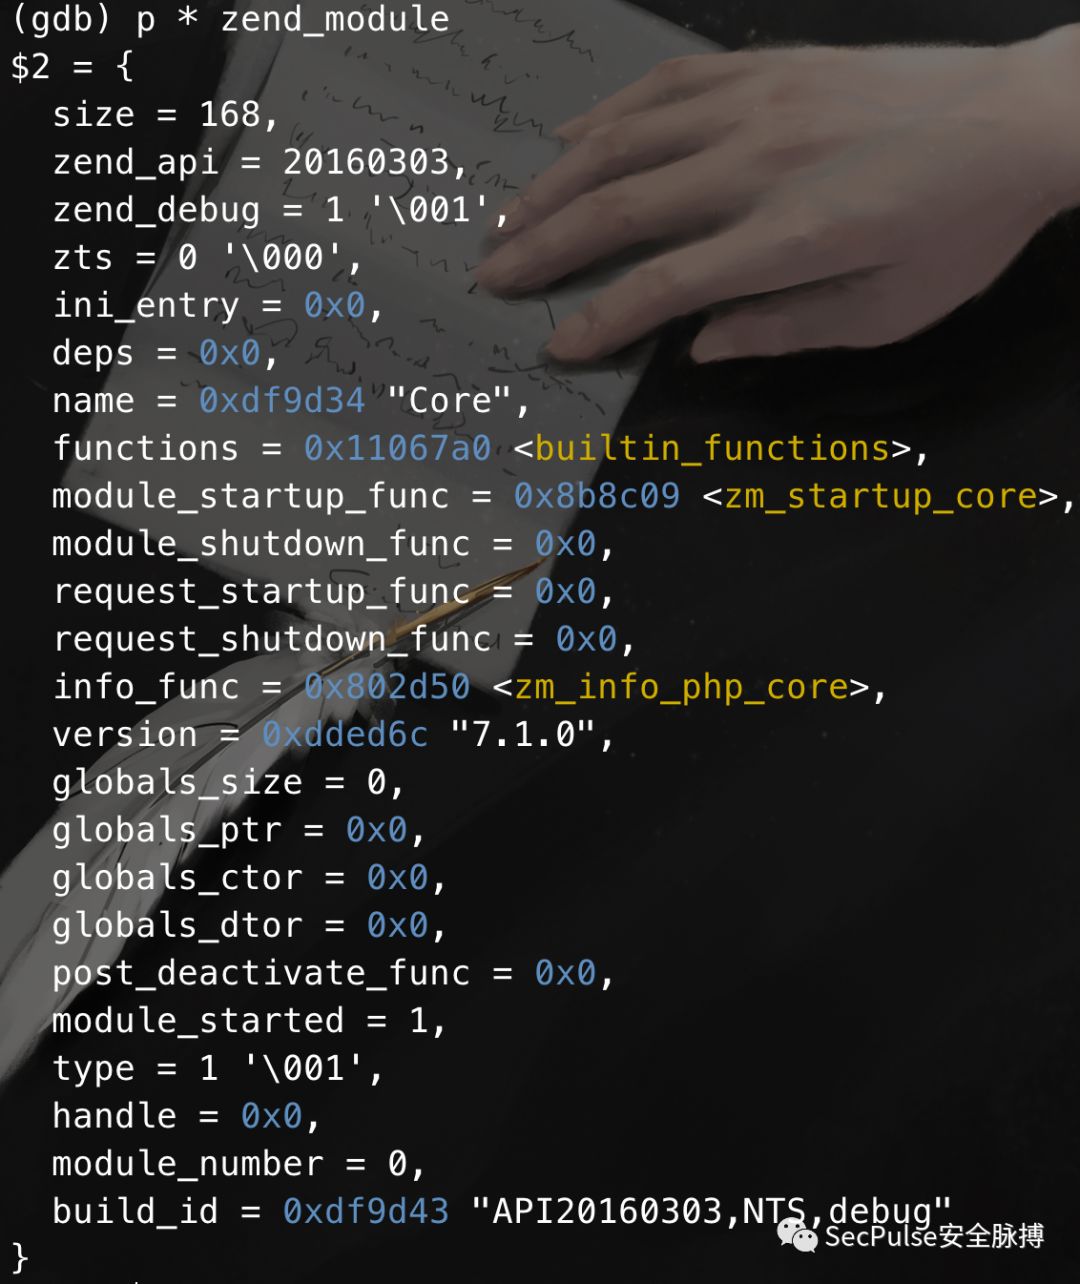 (gdb) p * zend_module
$2 = {
size = 168,
zend_api = 20160303,
zend_debug = 1 '\001',
zts = 0 '\000',
ini_entry = 0x0,
deps = 0x0,
name = 0xdf9d34 "Core",
functions = 0x11067a0 <builtin_functions>,
module_startup_func = 0x8b8c09 <zm_startup_core>,
module_shutdown_func = 0x0,
request_startup_func = 0x0,
request_shutdown_func = 0x0,
info_func = 0x802d50 <zm_info_php_core>,
version = 0xdded6c "7.1.0",
globals_size = 0,
globals_ptr = 0x0,
globals_ctor = 0x0,
globals_dtor = 0x0,
post_deactivate_func = 0x0,
module_started = 1,
type = 1 '\001',
handle = 0x0,
module_number = 0,
build_id = 0xdf9d43 "API20160303,NTS,debug"
SecPulse安全脉搏
}